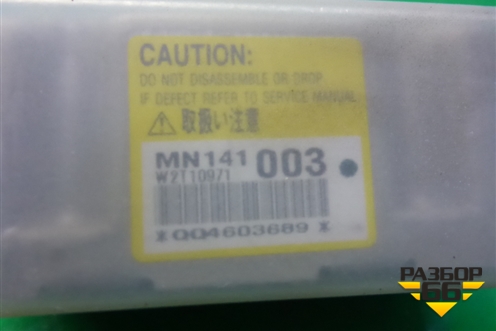 CAUTION:
DO NOT DISASSEMBLE OR DROP
IF DEFECT REFER TO SERVICE MANUAL
取扱い注意
MN141 003
W2T10971
*QQ4603689*
РАЗБОР
66